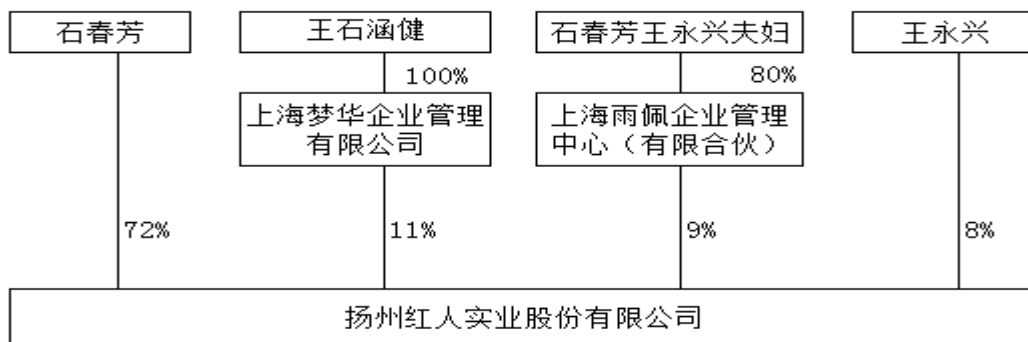 石春芳
王石涵健
石春芳王永兴夫妇
王永兴
100%
80%
上海梦华企业管理
有限公司
上海雨佩企业管理
中心（有限合伙）
72%
11%
9%
8%
扬州红人实业股份有限公司